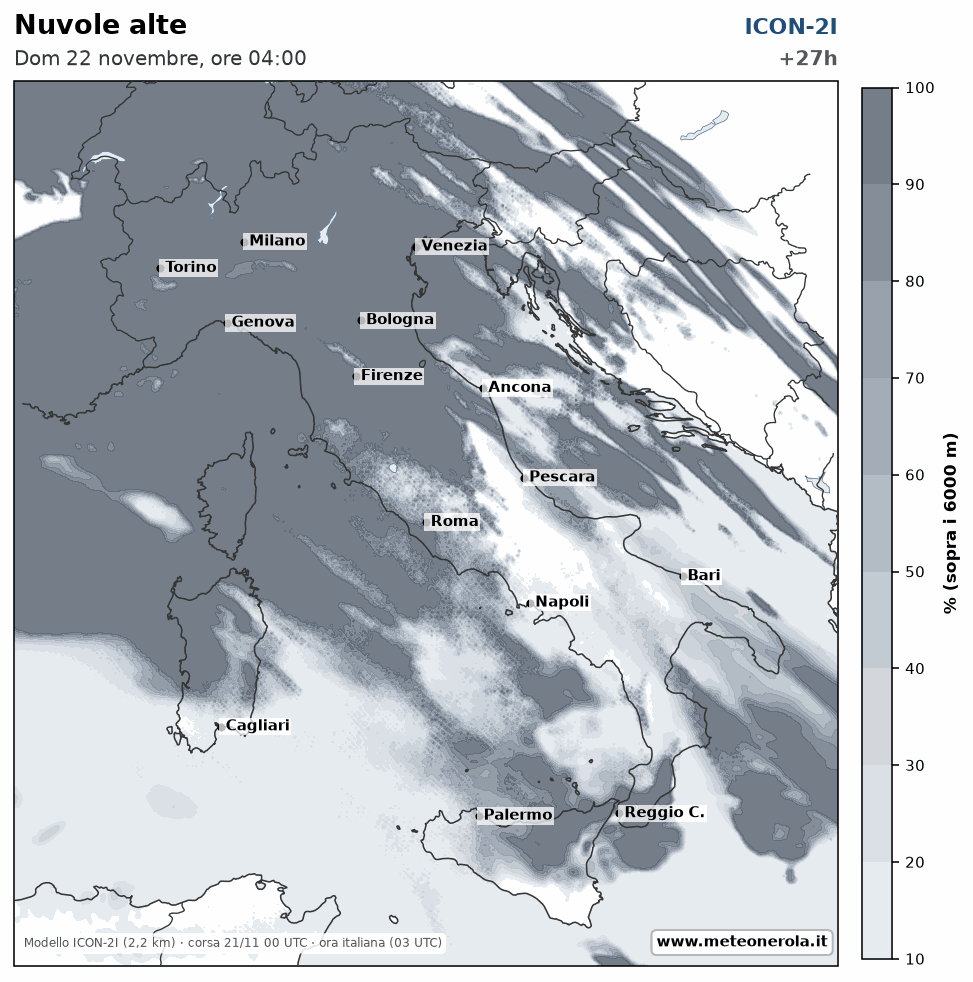 Nuvole alte
ICON-2I
Dom 22 novembre, ore 04:00
+27h
Milano
Venezia
Torino
Bologna
Genova
Firenze
Ancona
Pescara
Roma
Bari
Napoli
Cagliari
Palermo
Reggio C.
100
90
80
70
60
50
40
30
20
10
% (sopra i 6000 m)
Modello ICON-2I (2,2 km) · corsa 21/11 00 UTC · ora italiana (03 UTC)
www.meteonerola.it